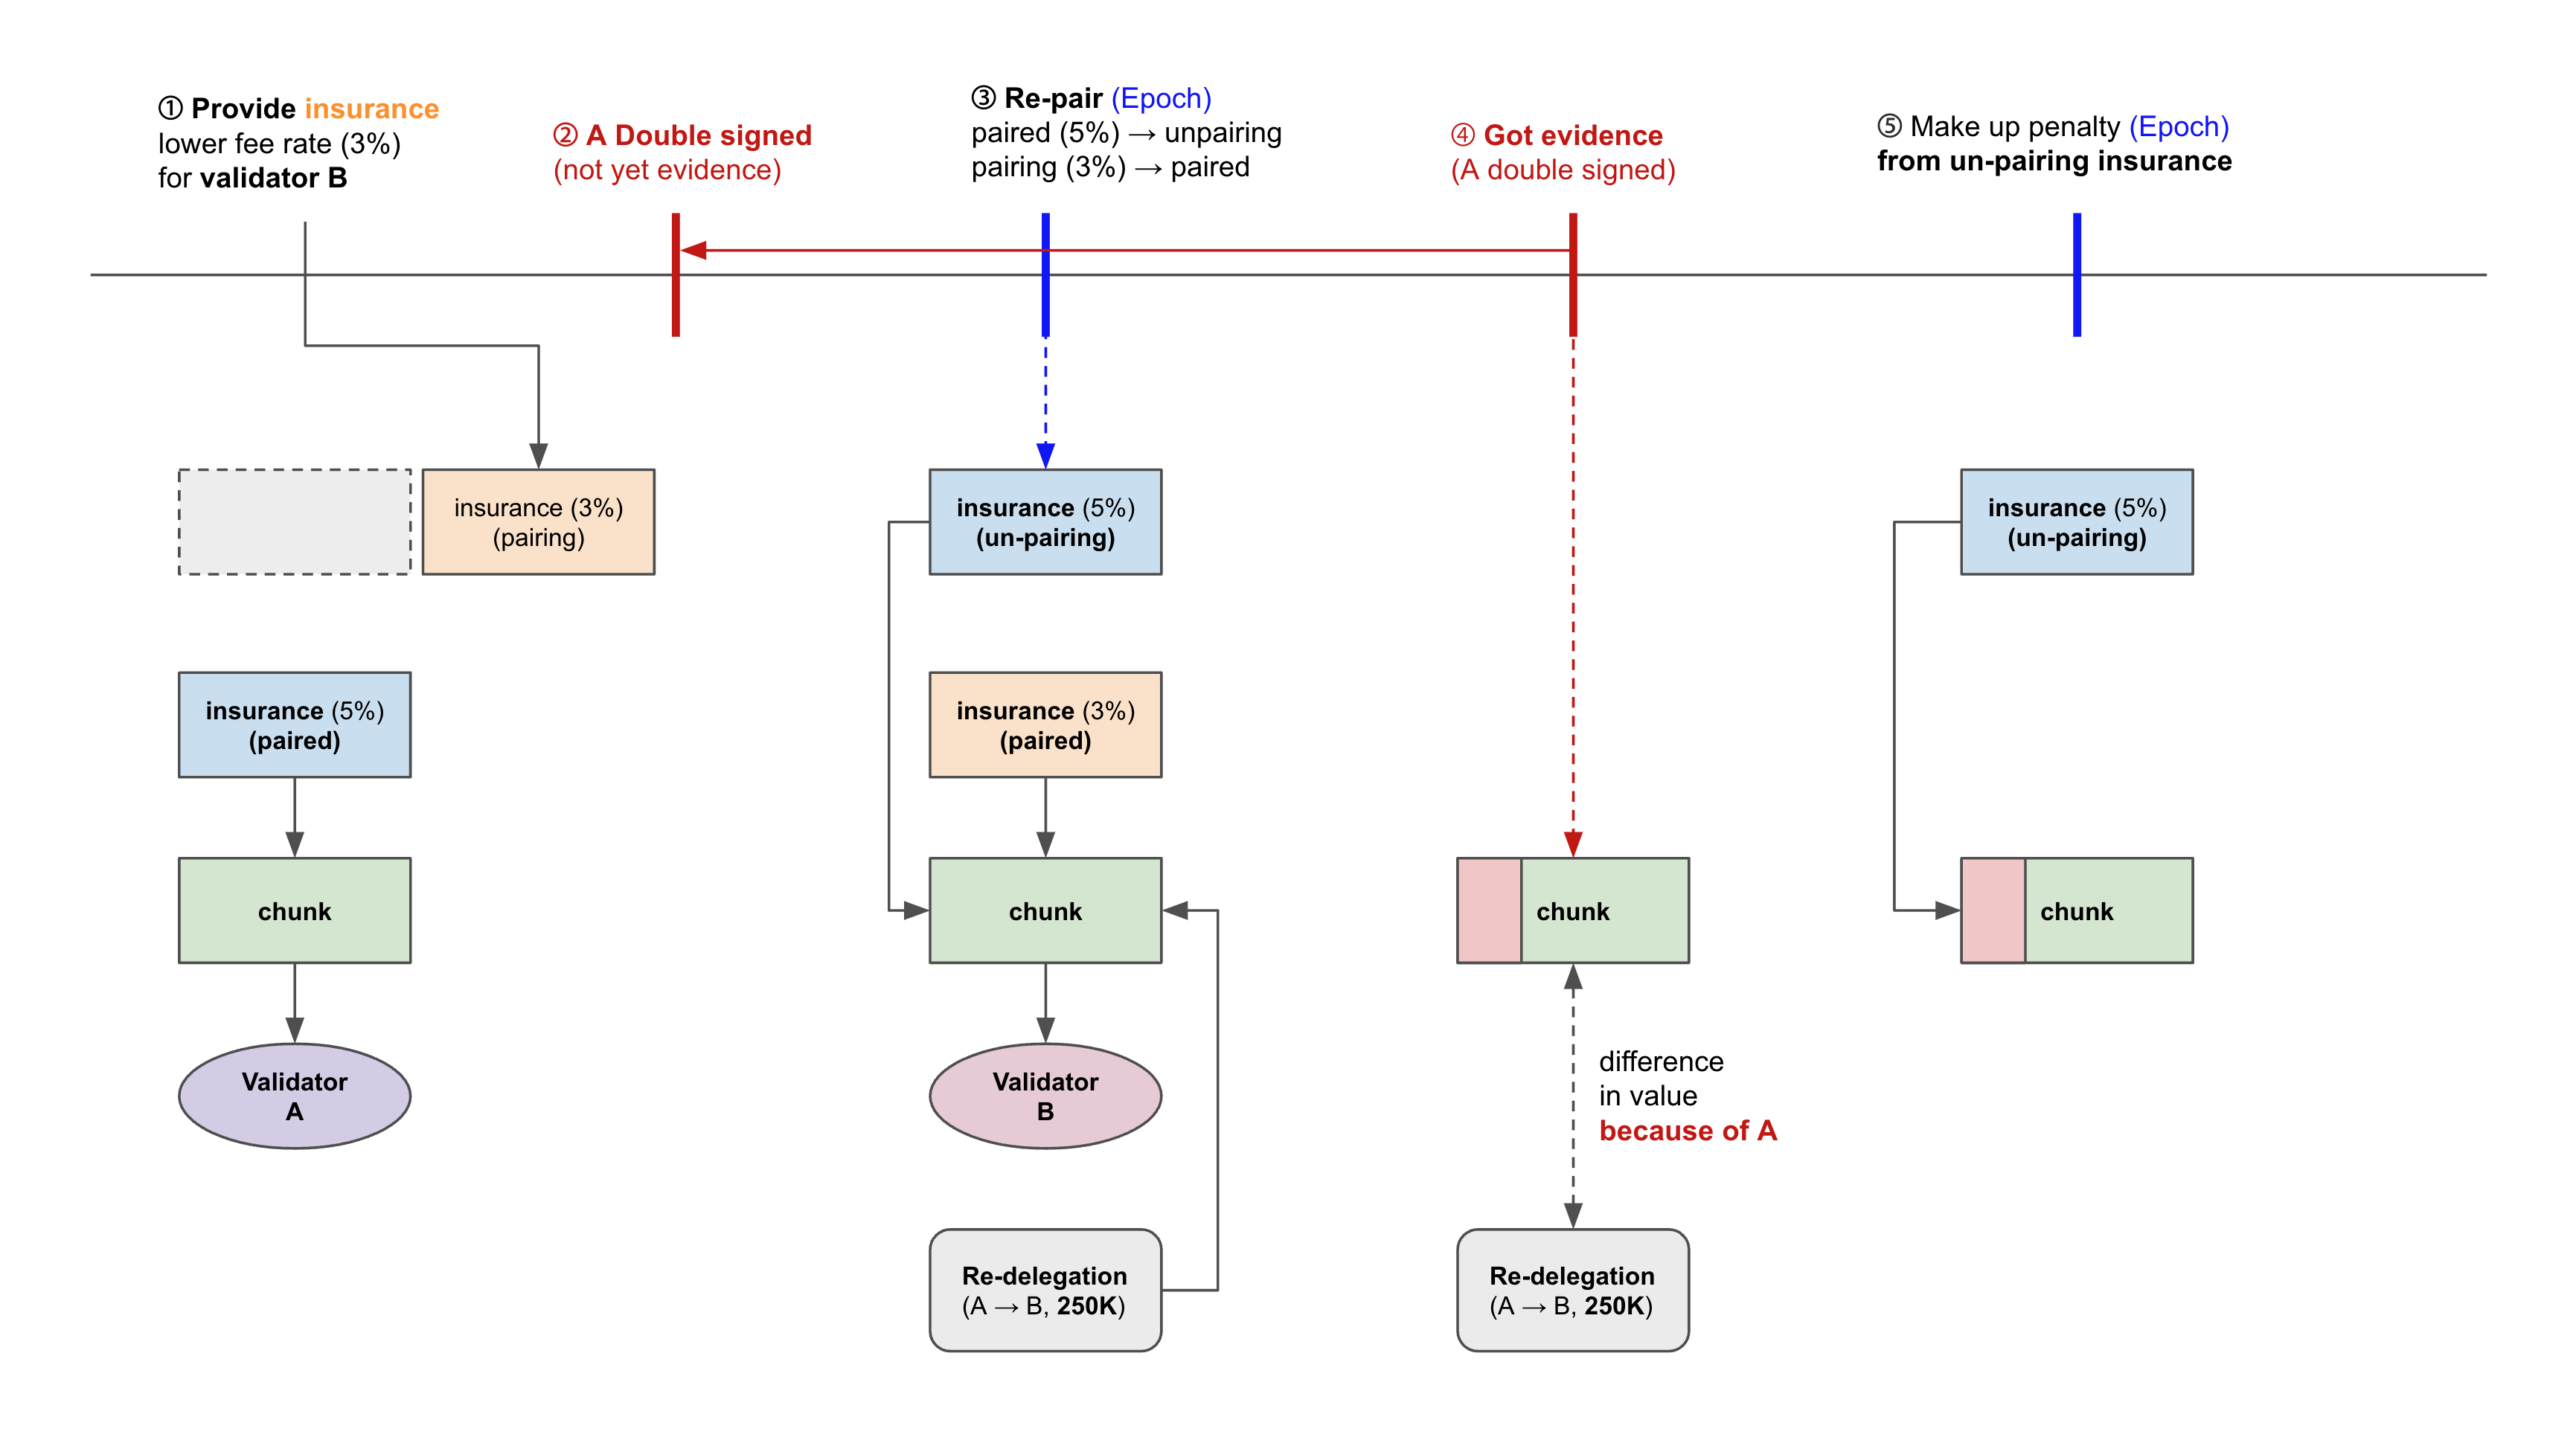 ① Provide insurance
lower fee rate (3%)
for validator B
② A Double signed
(not yet evidence)
③ Re-pair (Epoch)
paired (5%) → unpairing
pairing (3%) → paired
④ Got evidence
(A double signed)
⑤ Make up penalty (Epoch)
from un-pairing insurance
insurance (3%)
(pairing)
insurance (5%)
(un-pairing)
insurance (5%)
(un-pairing)
insurance (5%)
(paired)
insurance (3%)
(paired)
chunk
chunk
chunk
chunk
Validator
A
Validator
B
difference
in value
because of A
Re-delegation
(A → B, 250K)
Re-delegation
(A → B, 250K)